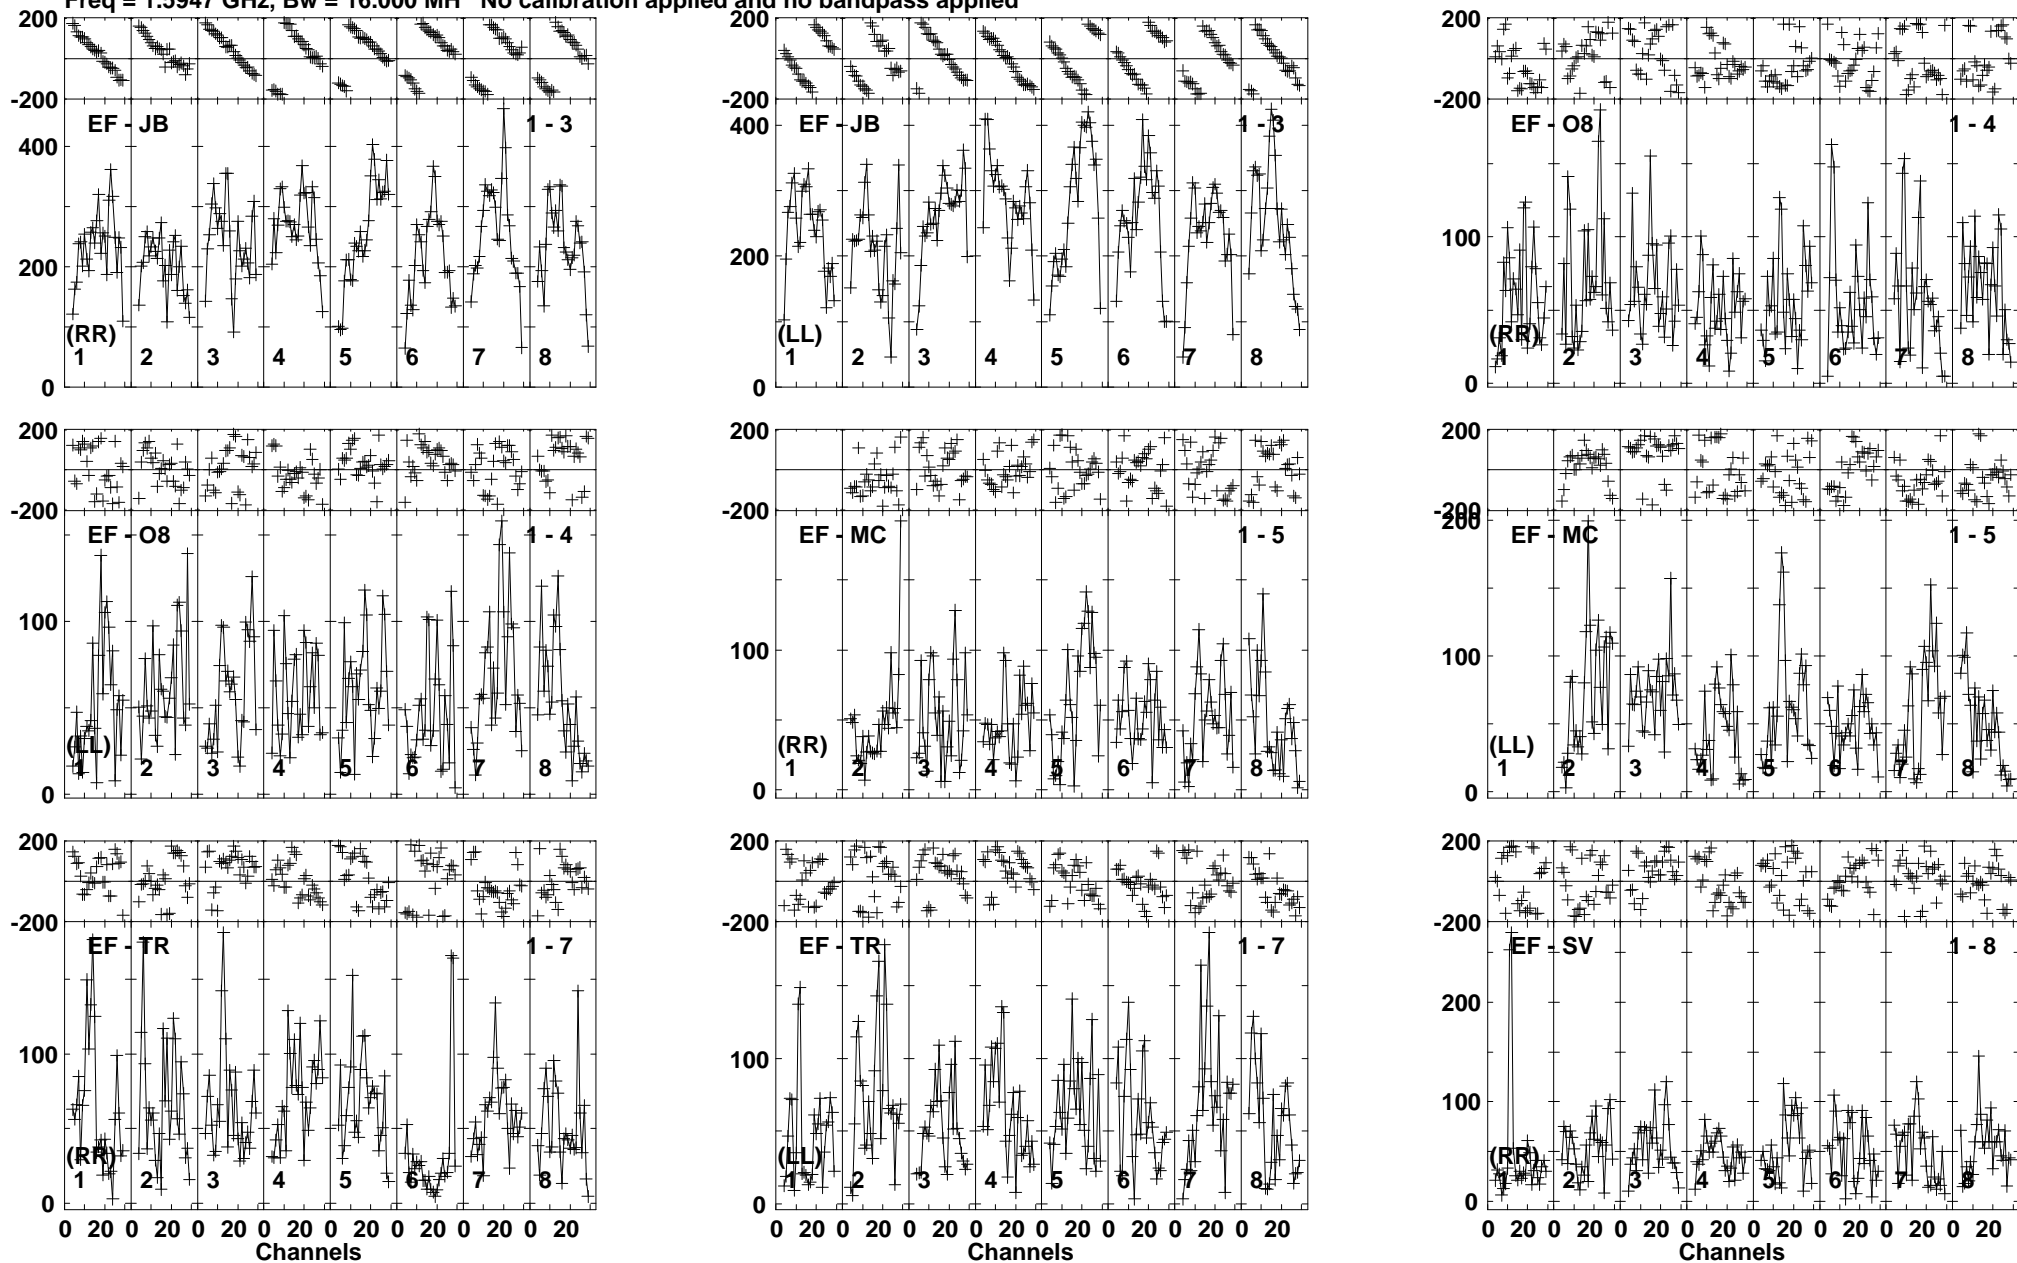 Freq = 1.5947 GHz, Bw = 16.000 MH No calibration applied and no bandpass applied
200 200 200
-200 -200 -200
EF - JB 1 - 3 EF - JB 1 - 3 EF - O8 1 - 4
400 400
300
200 200 100
100
(RR) (LL) (RR)
1 2 3 4 5 6 7 8 1 2 3 4 5 6 7 8 1 2 3 4 5 6 7 8
0 0 0
200 200 200
-200 -200 -200
200
EF - O8 1 - 4 EF - MC 1 - 5 EF - MC 1 - 5
100 100 100
(LL) (RR) (LL)
1 2 3 4 5 6 7 8 1 2 3 4 5 6 7 8 1 2 3 4 5 6 7 8
0 0 0
200 200 200
-200 -200 -200
EF - TR 1 - 7 EF - TR 1 - 7 EF - SV 1 - 8
200
100 100 100
(RR) (LL) (RR)
1 2 3 4 5 6 7 8 1 2 3 4 5 6 7 8 1 2 3 4 5 6 7 8
0 0 0
0 20 0 20 0 20 0 20 0 20 0 20 0 20 0 20 0 20 0 20 0 20 0 20 0 20 0 20 0 20 0 20 0 20 0 20 0 20 0 20 0 20 0 20 0 20 0 20
Channels Channels Channels